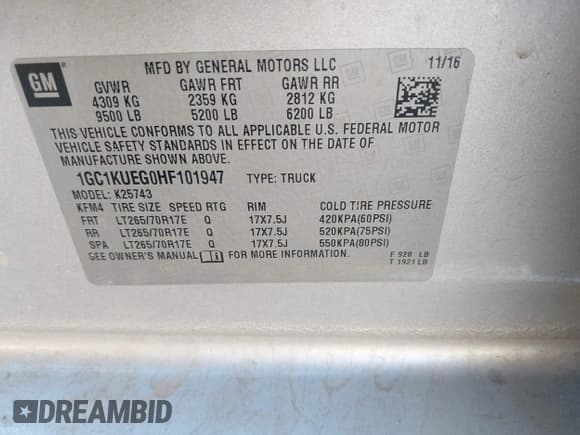 GM
MFD BY GENERAL MOTORS LLC
11/16
GVWR GAWR FRT GAWR RR
4309 KG 2359 KG 2812 KG
9500 LB 5200 LB 6200 LB
THIS VEHICLE CONFORMS TO ALL APPLICABLE U.S. FEDERAL MOTOR
VEHICLE SAFETY STANDARDS IN EFFECT ON THE DATE OF
MANUFACTURE SHOWN ABOVE.
1GC1KUEG0HF101947 TYPE: TRUCK
MODEL: K25743
KFM4 TIRE SIZE SPEED RTG RIM COLD TIRE PRESSURE
FRT LT265/70R17E Q 17X7.5J 420KPA(60PSI)
RR LT265/70R17E Q 17X7.5J 520KPA(75PSI)
SPA LT265/70R17E Q 17X7.5J 550KPA(80PSI)
SEE OWNER'S MANUAL FOR MORE INFORMATION.
F 928 LB
T 1921 LB
DREAMBID